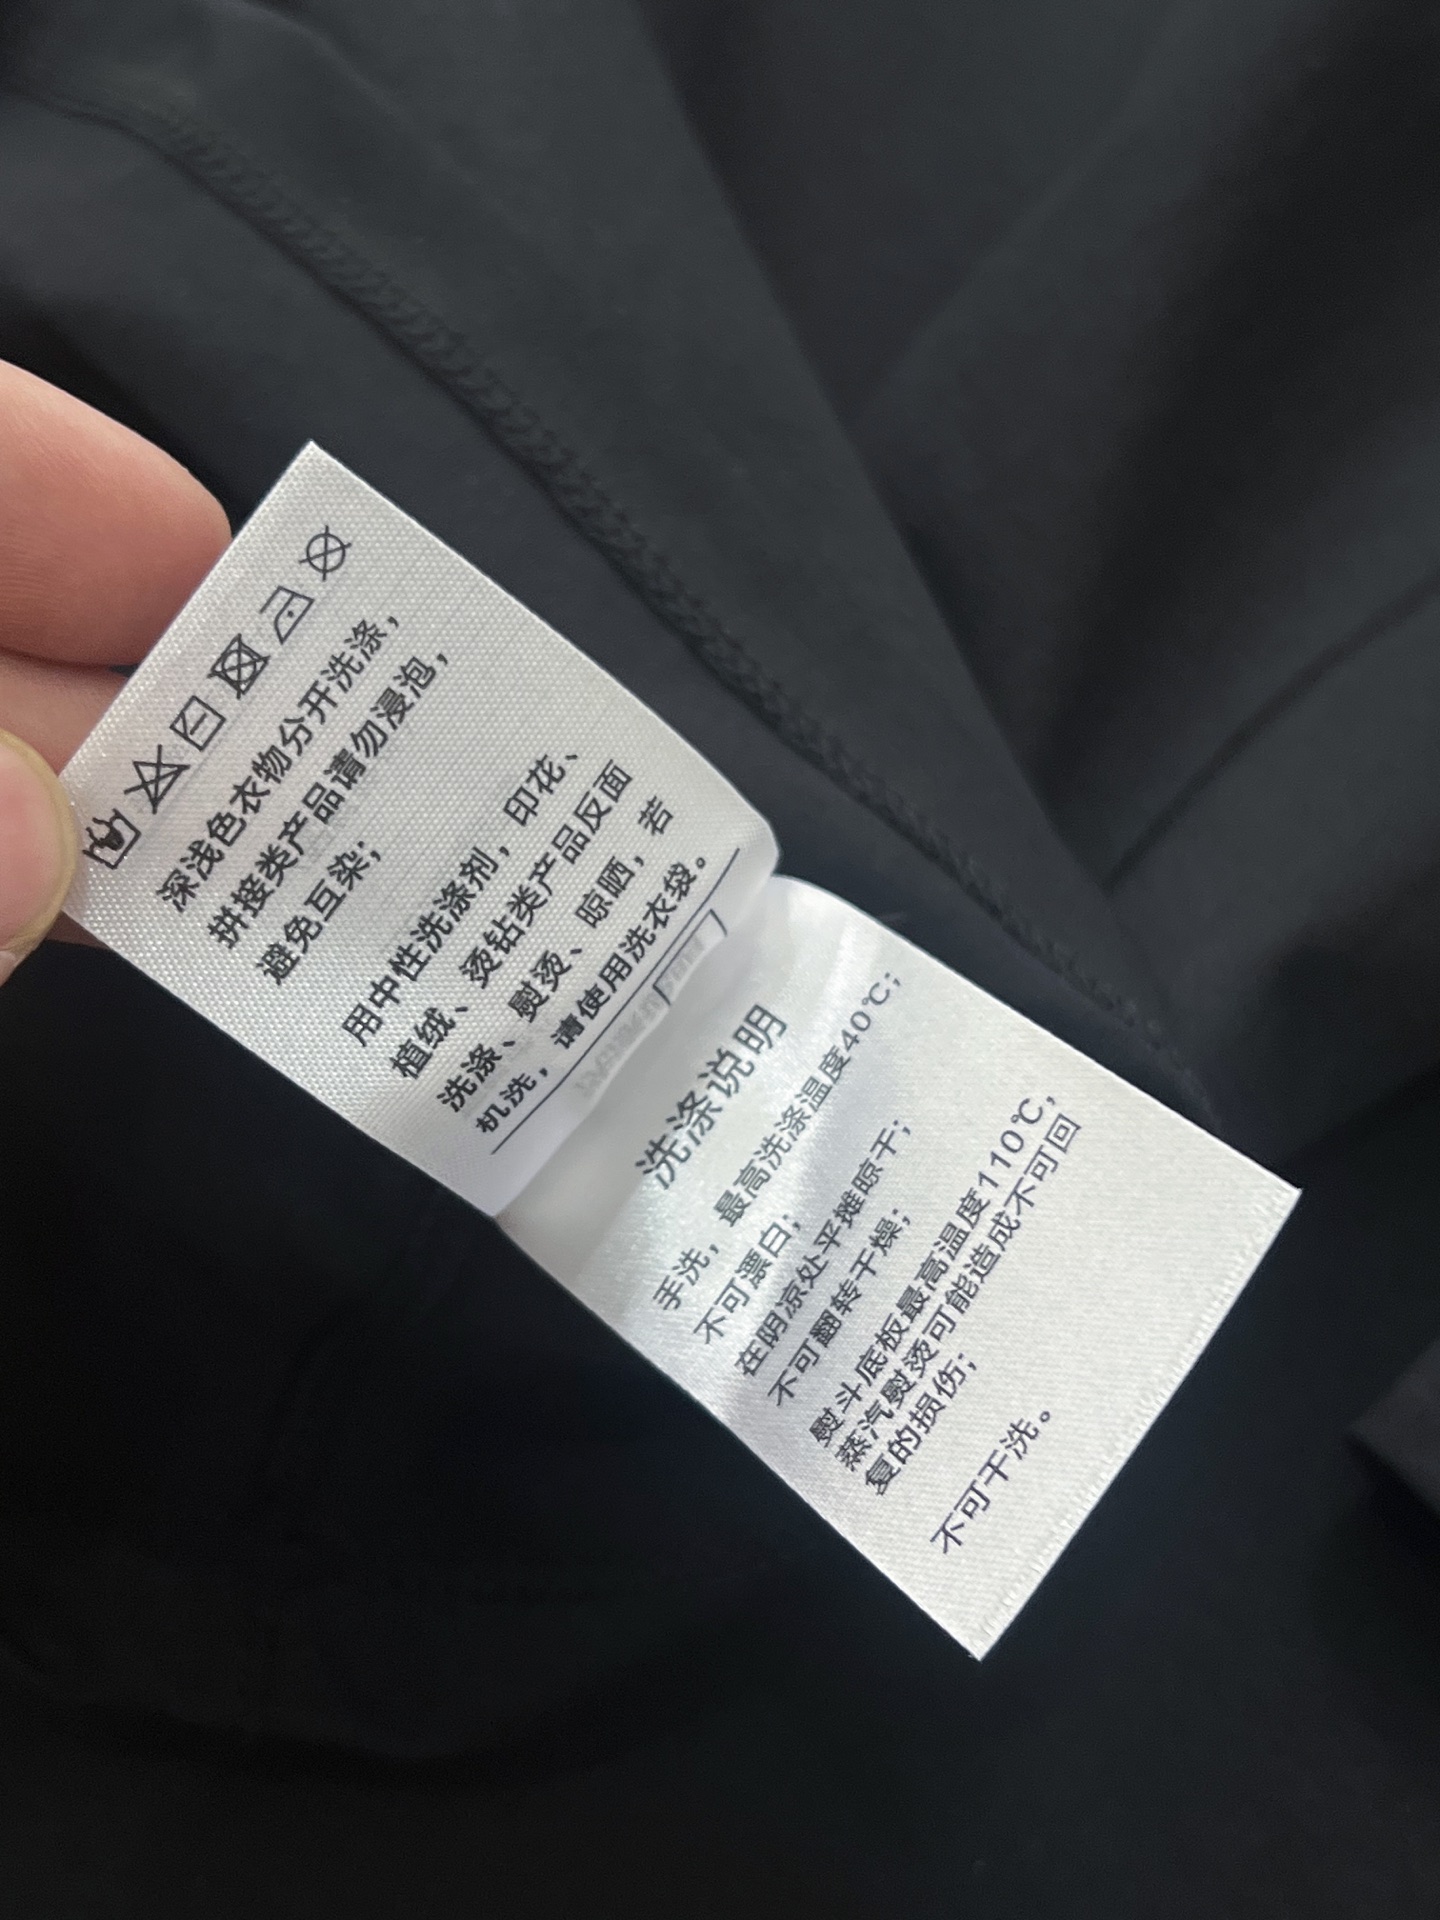 深浅色衣物分开洗涤，
拼接类产品请勿浸泡，
避免互染；
用中性洗涤剂，印花、
植绒、烫钻类产品反面
洗涤、熨烫、晾晒，若
机洗，请使用洗衣袋。
洗涤说明
手洗，最高洗涤温度40℃；
不可漂白；
在阴凉处平摊晾干；
不可翻转干燥；
熨斗底板最高温度110℃，
蒸汽熨烫可能造成不可回
复的损伤；
不可干洗。